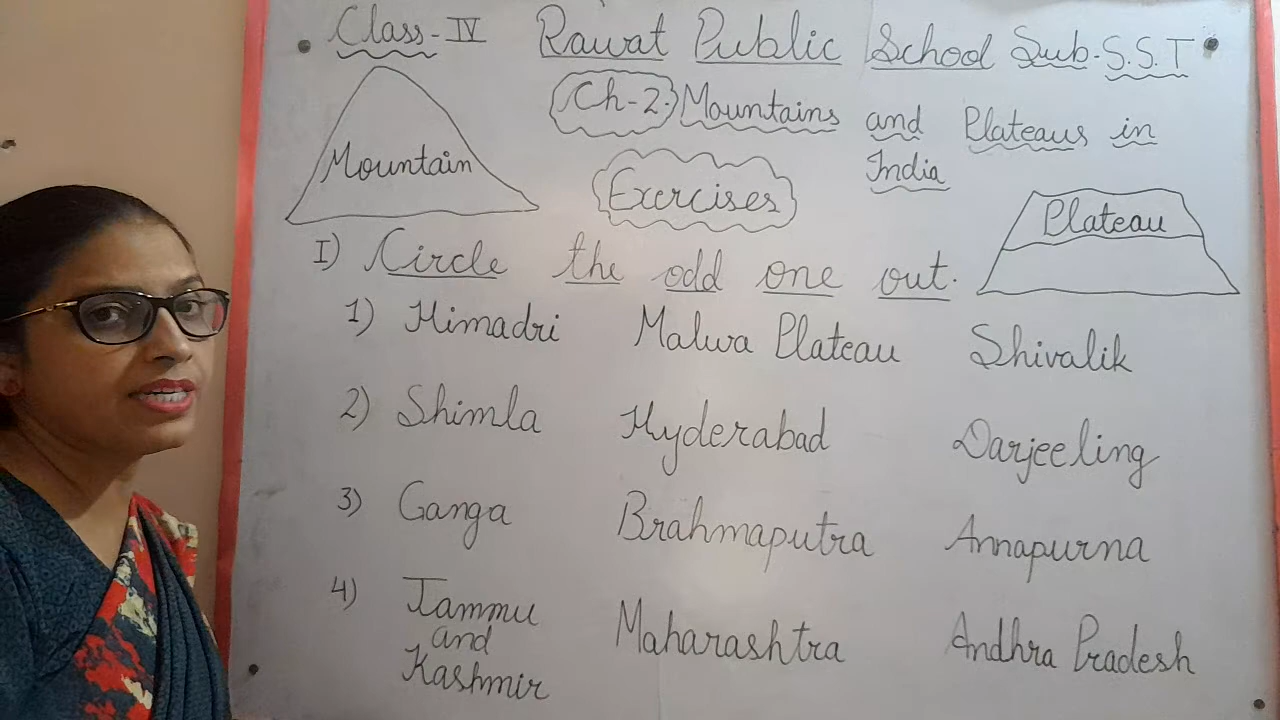 Class-IV Rawat Public School Sub.S.S.T
Ch-2. Mountains and Plateaus in
India
Mountain
Exercises
Plateau
I) Circle the odd one out.
1) Himadri Malwa Plateau Shivalik
2) Shimla Hyderabad Darjeeling
3) Ganga Brahmaputra Annapurna
4) Jammu and Kashmir Maharashtra Andhra Pradesh